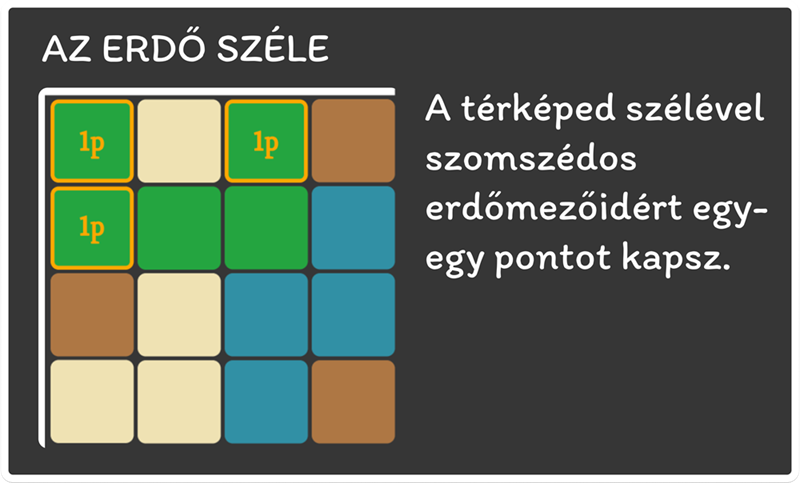 AZ ERDŐ SZÉLE
1p 1p
1p
A térképed szélével
szomszédos
erdőmezőidért egy-
egy pontot kapsz.